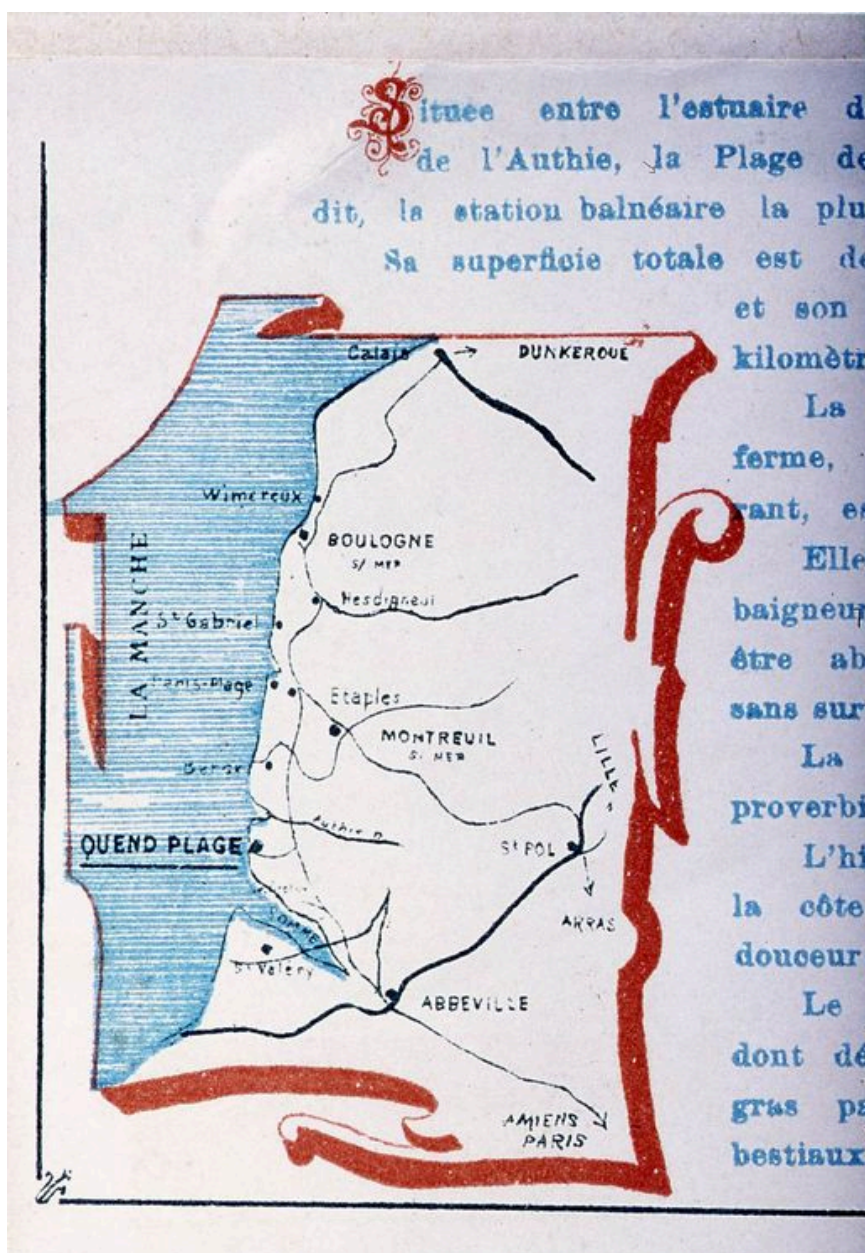 Située entre l'estuaire d
de l'Authie, la Plage de
dit, la station balnéaire la plu
Sa superficie totale est de
et son
kilomètr
La
ferme,
rant, es
Elle
baigneur
être ab
sans sur
La
proverbi
L'hi
la côte
douceur
Le
dont dé
gras pa
bestiaux
Calais
DUNKERQUE
Wimereux
BOULOGNE
S/ MER
LA MANCHE
Hesdigneul
St Gabriel
Paris-Plage
Etaples
MONTREUIL
S/ MER
LILLE
Berck
Authie
QUEND PLAGE
St POL
ARRAS
SOMME
St Valéry
ABBEVILLE
AMIENS
PARIS